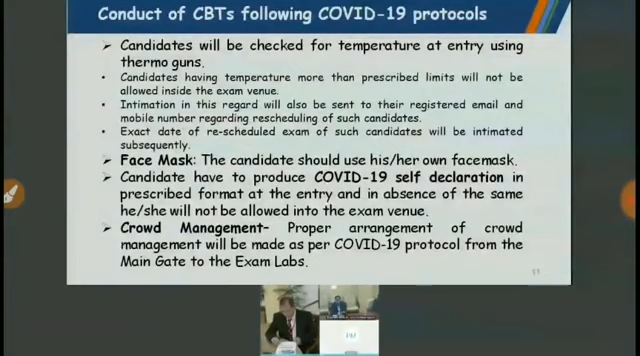 Conduct of CBTs following COVID-19 protocols
➤ Candidates will be checked for temperature at entry using
thermo guns.
• Candidates having temperature more than prescribed limits will not be
allowed inside the exam venue.
• Intimation in this regard will also be sent to their registered email and
mobile number regarding rescheduling of such candidates.
• Exact date of re-scheduled exam of such candidates will be intimated
subsequently.
➤ Face Mask: The candidate should use his/her own facemask.
➤ Candidate have to produce COVID-19 self declaration in
prescribed format at the entry and in absence of the same
he/she will not be allowed into the exam venue.
➤ Crowd Management- Proper arrangement of crowd
management will be made as per COVID-19 protocol from the
Main Gate to the Exam Labs.